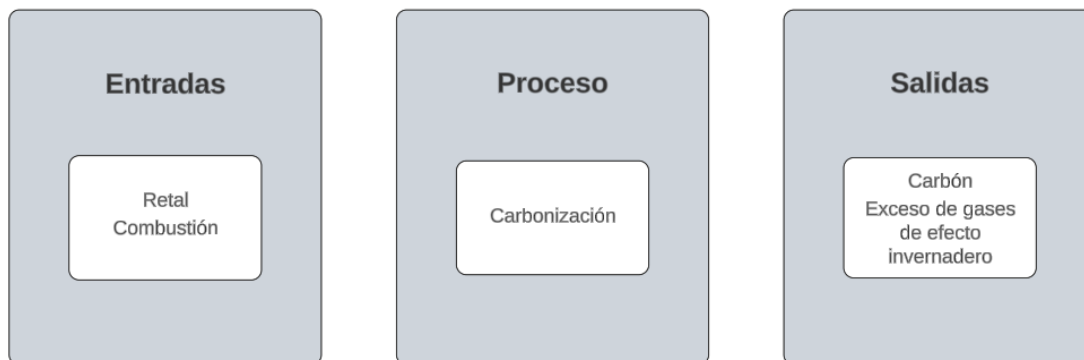 Entradas
Retal
Combustión
Proceso
Carbonización
Salidas
Carbón
Exceso de gases
de efecto
invernadero